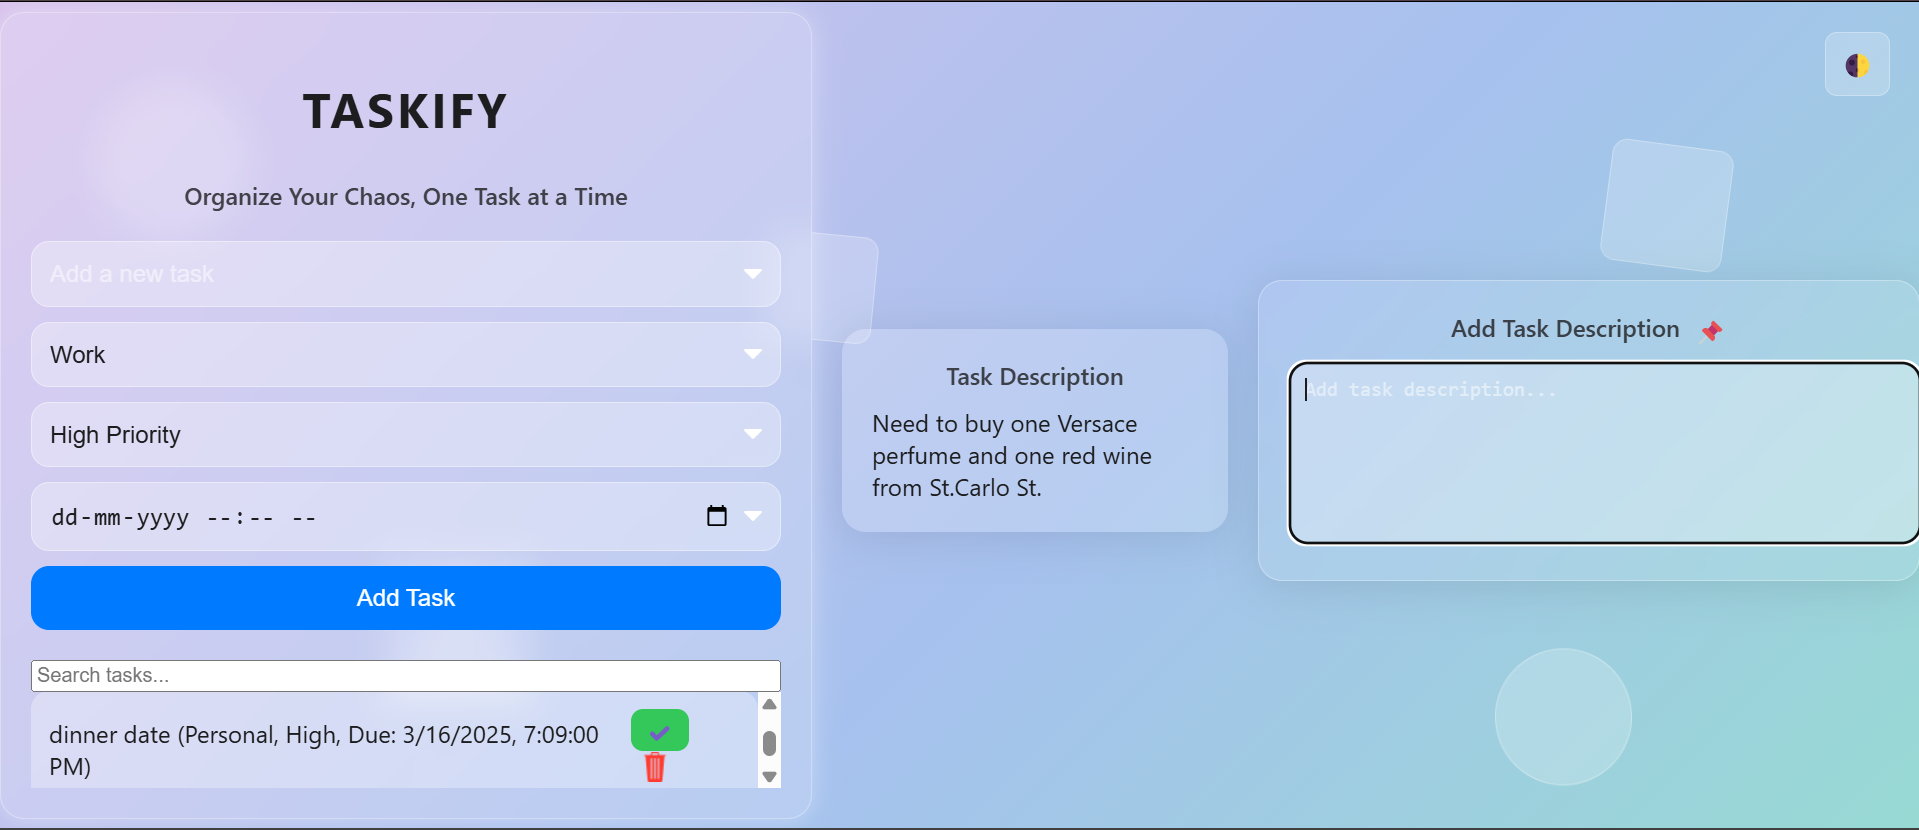 TASKIFY
Organize Your Chaos, One Task at a Time
Add a new task
Work
High Priority
dd-mm-yyyy --:-- --
Add Task
Search tasks...
dinner date (Personal, High, Due: 3/16/2025, 7:09:00
PM)
Task Description
Need to buy one Versace
perfume and one red wine
from St.Carlo St.
Add Task Description
Add task description...